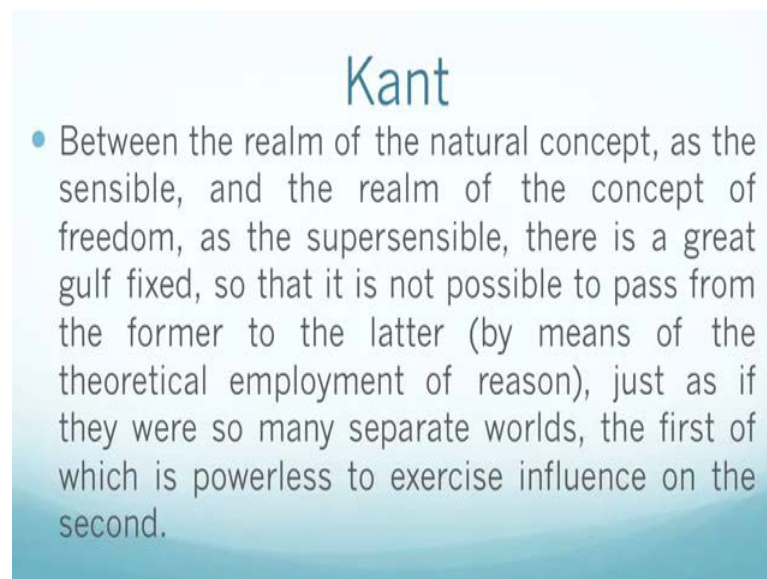 Kant
• Between the realm of the natural concept, as the
sensible, and the realm of the concept of
freedom, as the supersensible, there is a great
gulf fixed, so that it is not possible to pass from
the former to the latter (by means of the
theoretical employment of reason), just as if
they were so many separate worlds, the first of
which is powerless to exercise influence on the
second.